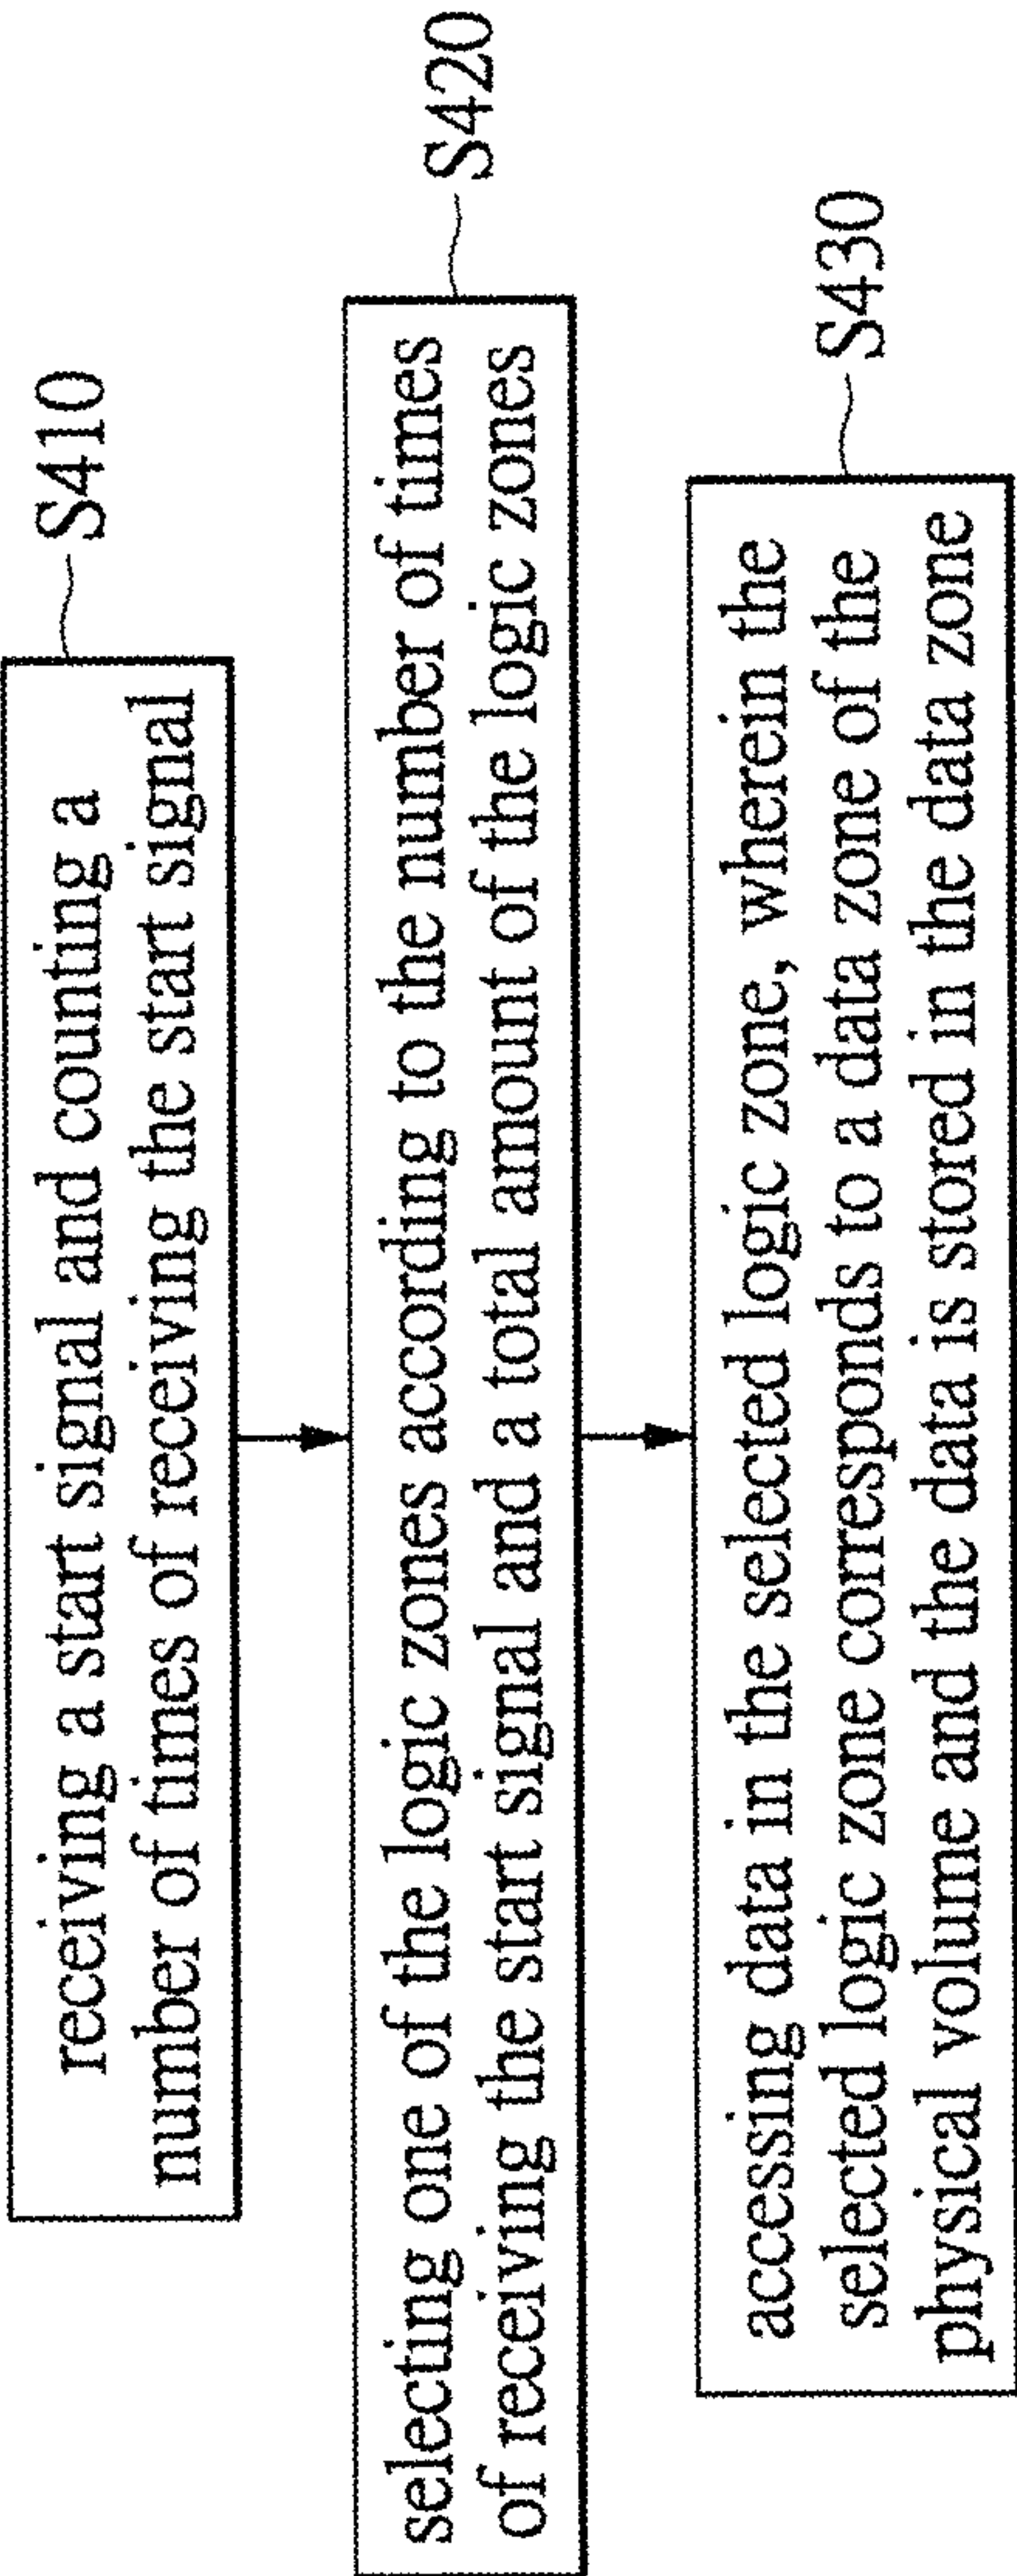 receiving a start signal and counting a
number of times of receiving the start signal
S410
selecting one of the logic zones according to the number of times
of receiving the start signal and a total amount of the logic zones
S420
accessing data in the selected logic zone, wherein the
selected logic zone corresponds to a data zone of the
physical volume and the data is stored in the data zone
S430